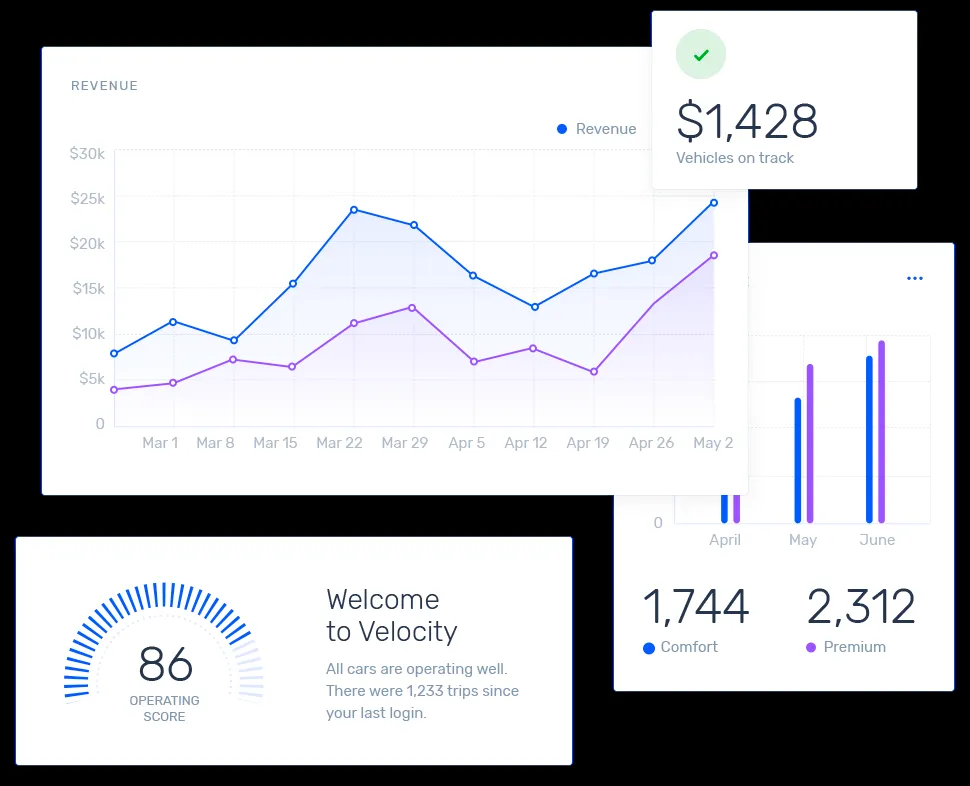 REVENUE
Revenue
$30k
$25k
$20k
$15k
$10k
$5k
0
Mar 1 Mar 8 Mar 15 Mar 22 Mar 29 Apr 5 Apr 12 Apr 19 Apr 26 May 2
$1,428
Vehicles on track
0
April May June
1,744 2,312
Comfort Premium
86
OPERATING
SCORE
Welcome
to Velocity
All cars are operating well.
There were 1,233 trips since
your last login.